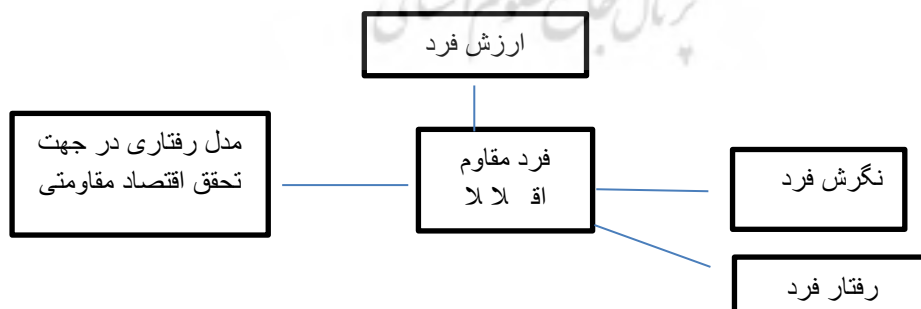 ارزش فرد
مدل رفتاری در جهت
تحقق اقتصاد مقاومتی
فرد مقاوم
نگرش فرد
رفتار فرد